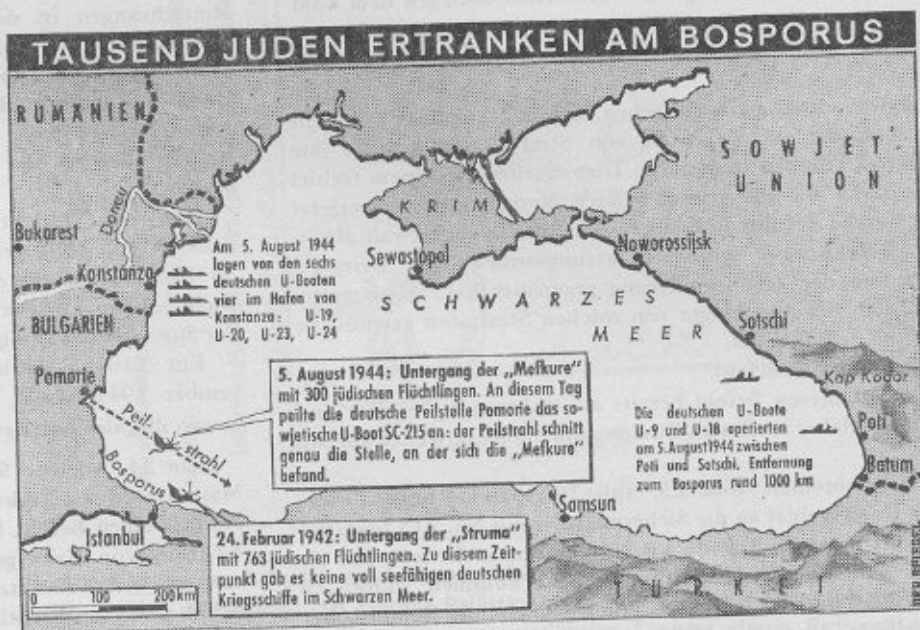 TAUSEND JUDEN ERTRANKEN AM BOSPORUS
RUMÄNIEN
SOWJET-
UNION
KRIM
Donau
Bukarest
Konstanza
Am 5. August 1944
lagen von den sechs
deutschen U-Booten
vier im Hafen von
Konstanza: U-19,
U-20, U-23, U-24
Sewastopol
Noworossijsk
SCHWARZES
MEER
BULGARIEN
Sotschi
Pomorie
Kap Kodor
5. August 1944: Untergang der „Mefkure"
mit 300 jüdischen Flüchtlingen. An diesem Tag
peilte die deutsche Peilstelle Pomorie das so-
wjetische U-Boot SC-215 an: der Peilstrahl schnitt
genau die Stelle, an der sich die „Mefkure"
befand.
Peil-
strahl
Die deutschen U-Boote
U-9 und U-18 operierten
am 5. August 1944 zwischen
Poti und Sotschi. Entfernung
zum Bosporus rund 1000 km
Poti
Batum
Bosporus
Istanbul
Samsun
24. Februar 1942: Untergang der „Struma"
mit 763 jüdischen Flüchtlingen. Zu diesem Zeit-
punkt gab es keine voll seefähigen deutschen
Kriegsschiffe im Schwarzen Meer.
TÜRKEI
0 100 200 km